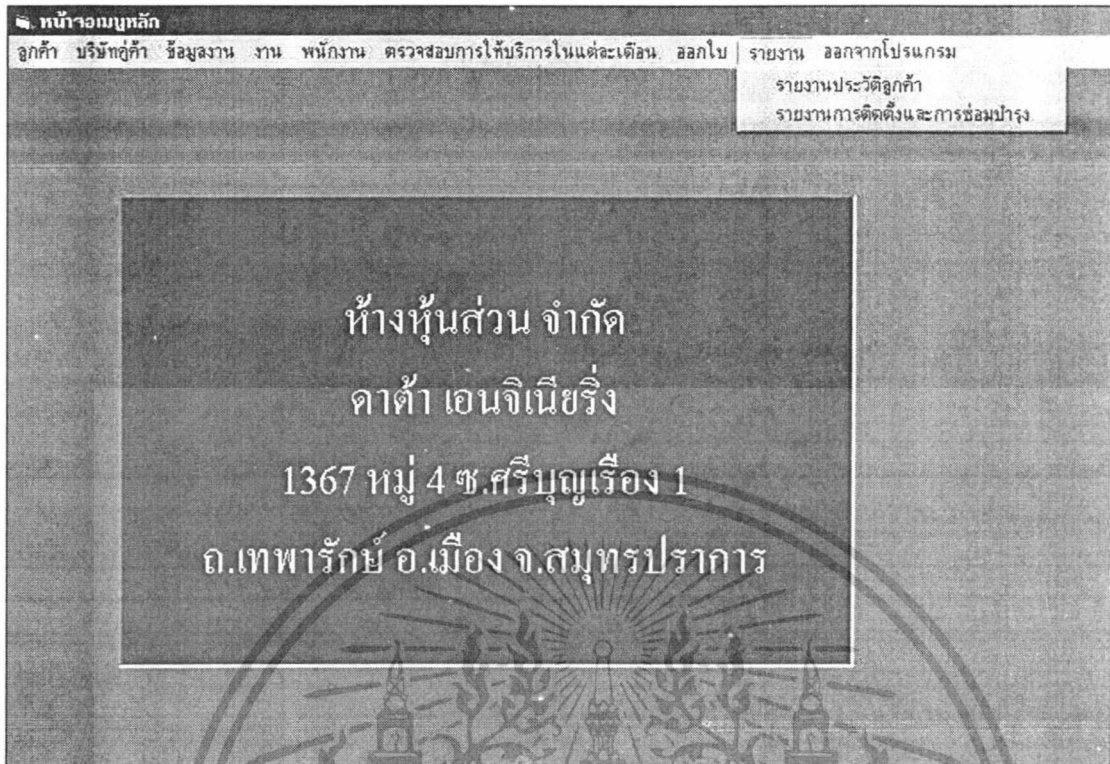 หน้าจอเมนูหลัก
ลูกค้า บริษัทคู่ค้า ข้อมูลงาน งาน พนักงาน ตรวจสอบการให้บริการในแต่ละเดือน ออกใบ รายงาน ออกจากโปรแกรม
รายงานประวัติลูกค้า
รายงานการติดตั้งและการซ่อมบำรุง
ห้างหุ้นส่วน จำกัด
ดาต้า เอนจิเนียริ่ง
1367 หมู่ 4 ซ.ศรีบุญเรือง 1
ถ.เทพารักษ์ อ.เมือง จ.สมุทรปราการ